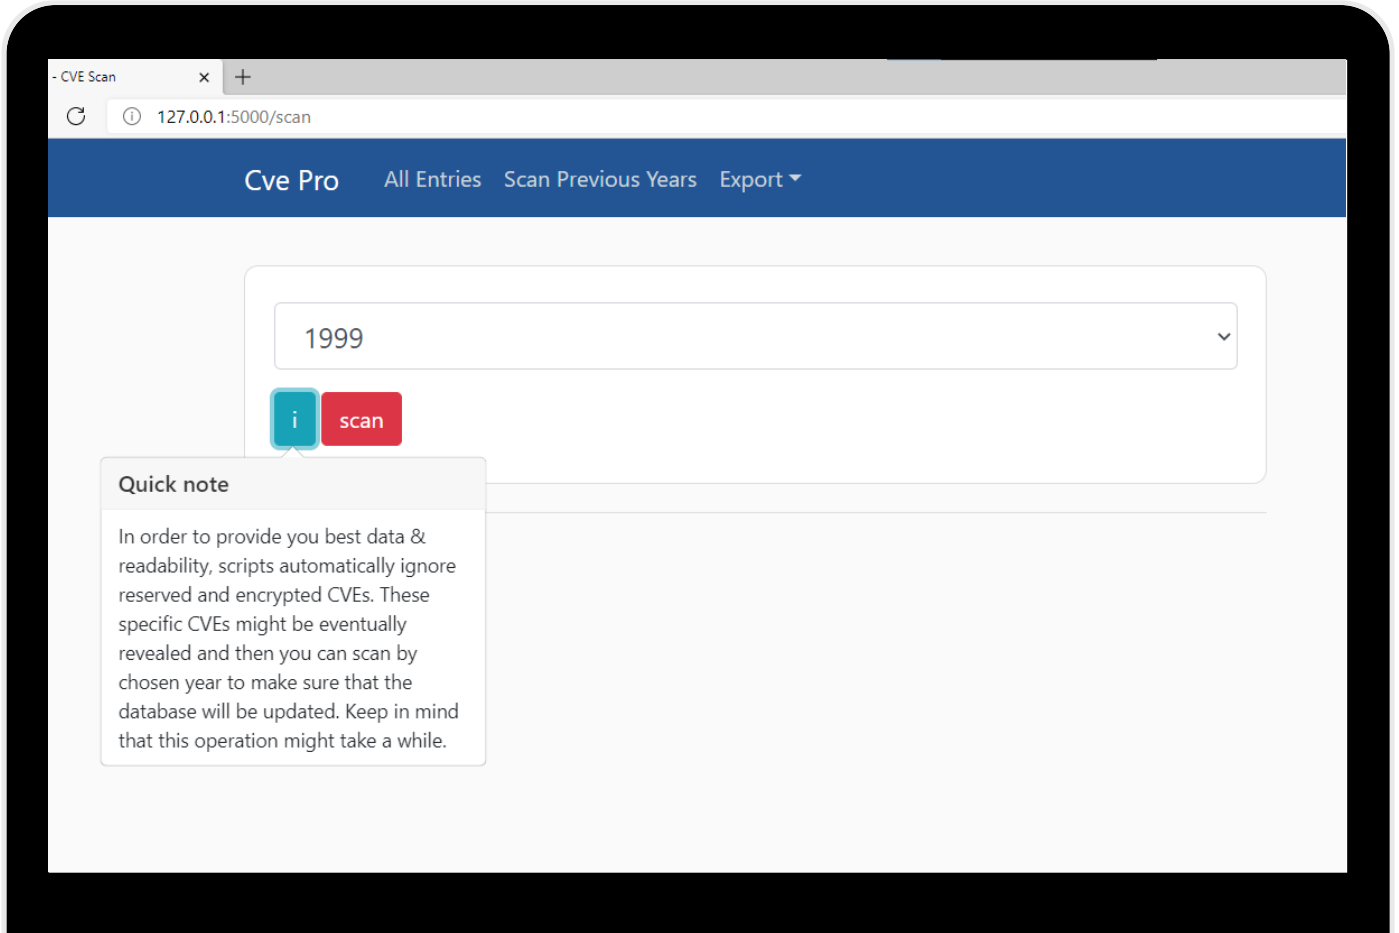 - CVE Scan
127.0.0.1:5000/scan
Cve Pro All Entries Scan Previous Years Export
1999
i scan
Quick note
In order to provide you best data &
readability, scripts automatically ignore
reserved and encrypted CVEs. These
specific CVEs might be eventually
revealed and then you can scan by
chosen year to make sure that the
database will be updated. Keep in mind
that this operation might take a while.